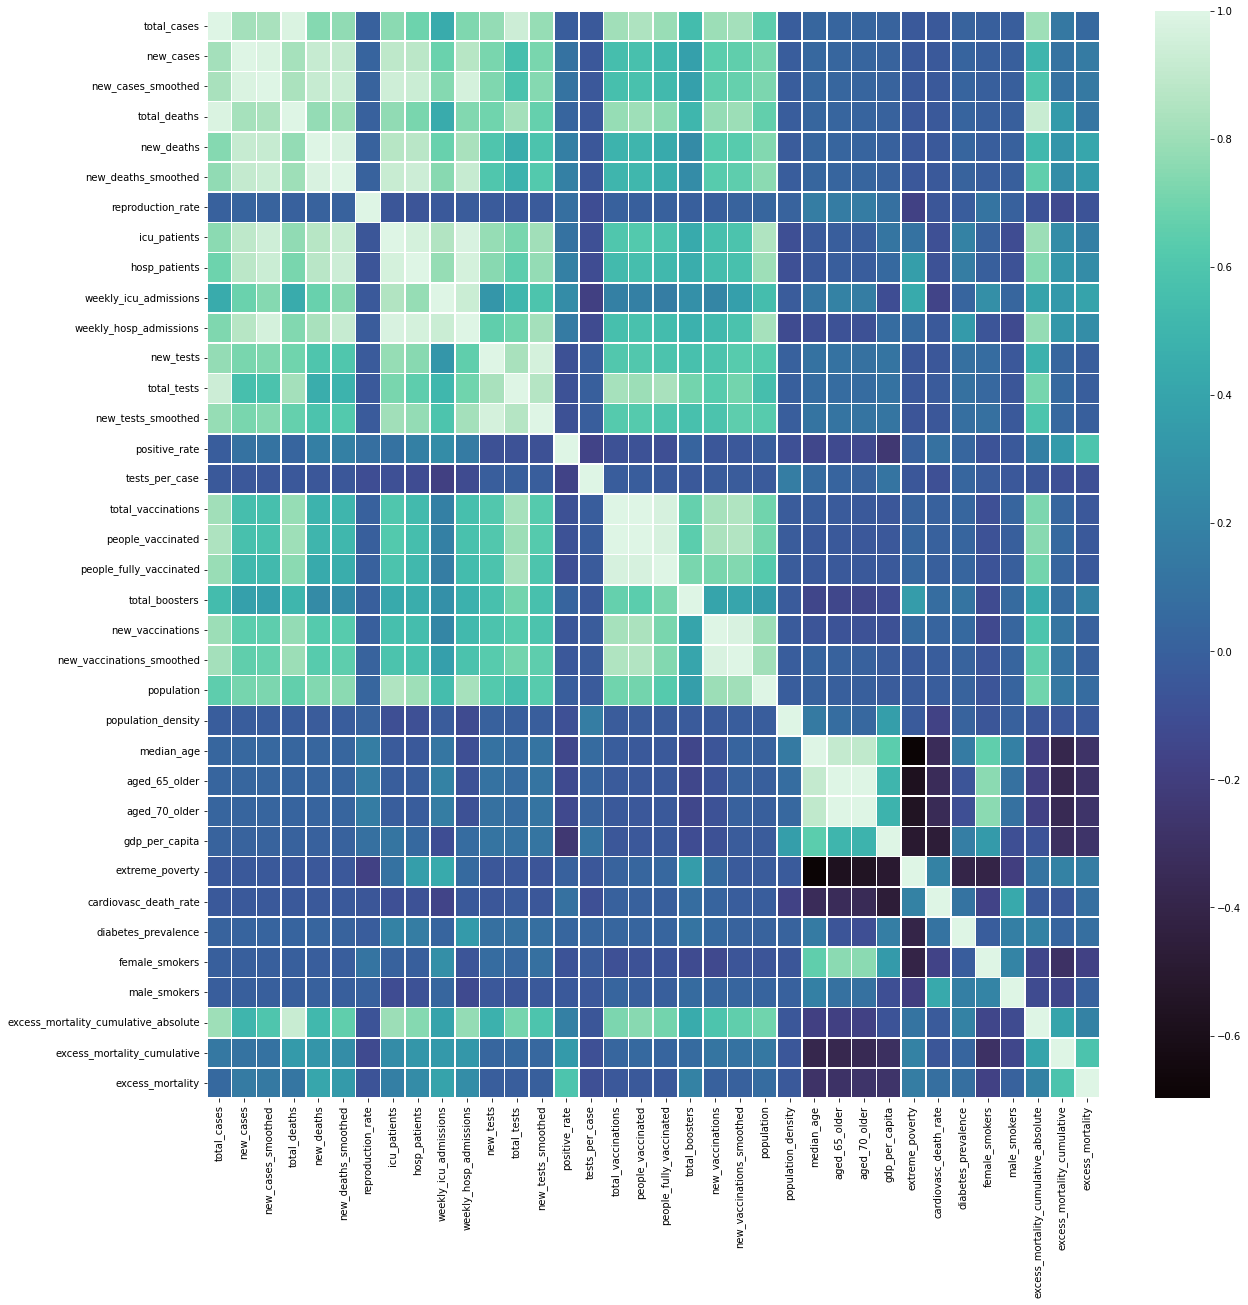 total_cases
new_cases
new_cases_smoothed
total_deaths
new_deaths
new_deaths_smoothed
reproduction_rate
icu_patients
hosp_patients
weekly_icu_admissions
weekly_hosp_admissions
new_tests
total_tests
new_tests_smoothed
positive_rate
tests_per_case
total_vaccinations
people_vaccinated
people_fully_vaccinated
total_boosters
new_vaccinations
new_vaccinations_smoothed
population
population_density
median_age
aged_65_older
aged_70_older
gdp_per_capita
extreme_poverty
cardiovasc_death_rate
diabetes_prevalence
female_smokers
male_smokers
excess_mortality_cumulative_absolute
excess_mortality_cumulative
excess_mortality
total_cases
new_cases
new_cases_smoothed
total_deaths
new_deaths
new_deaths_smoothed
reproduction_rate
icu_patients
hosp_patients
weekly_icu_admissions
weekly_hosp_admissions
new_tests
total_tests
new_tests_smoothed
positive_rate
tests_per_case
total_vaccinations
people_vaccinated
people_fully_vaccinated
total_boosters
new_vaccinations
new_vaccinations_smoothed
population
population_density
median_age
aged_65_older
aged_70_older
gdp_per_capita
extreme_poverty
cardiovasc_death_rate
diabetes_prevalence
female_smokers
male_smokers
excess_mortality_cumulative_absolute
excess_mortality_cumulative
excess_mortality
1.0
0.8
0.6
0.4
0.2
0.0
−0.2
−0.4
−0.6